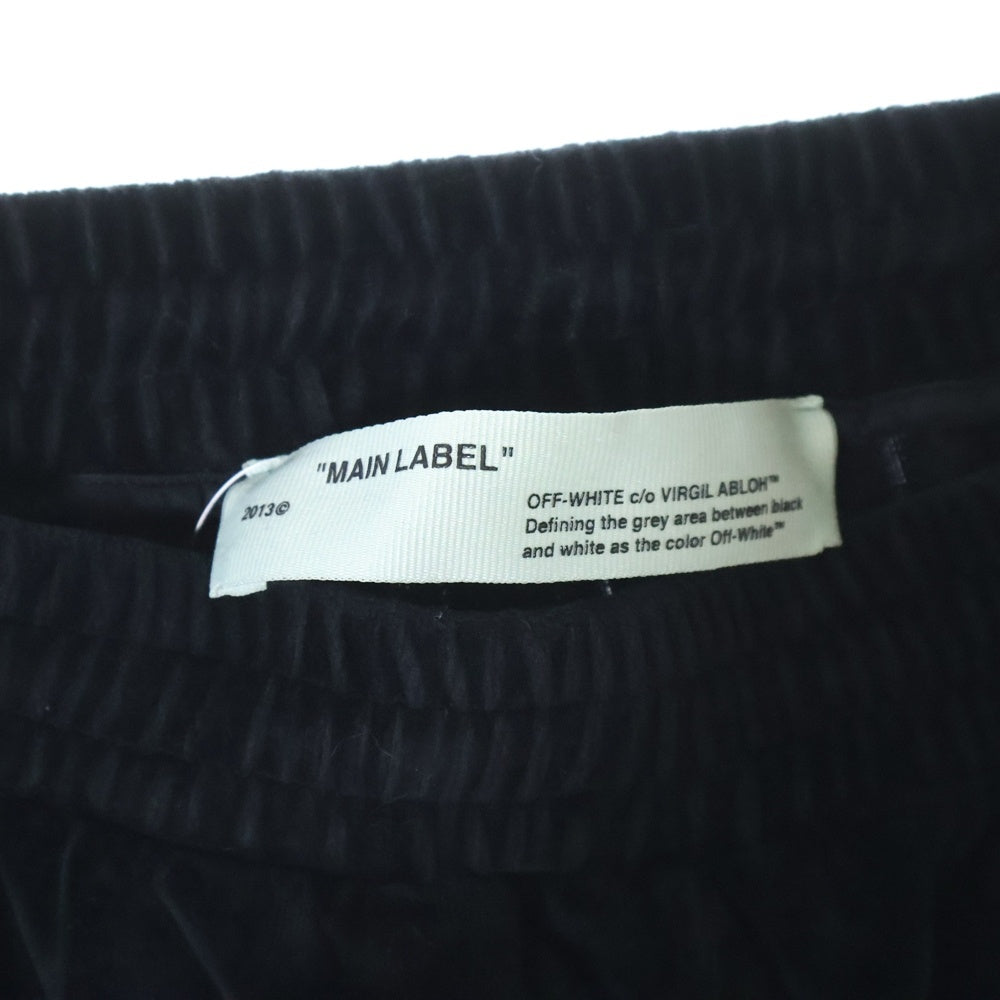 "MAIN LABEL"
2013©
OFF-WHITE c/o VIRGIL ABLOH™
Defining the grey area between black
and white as the color Off-White™